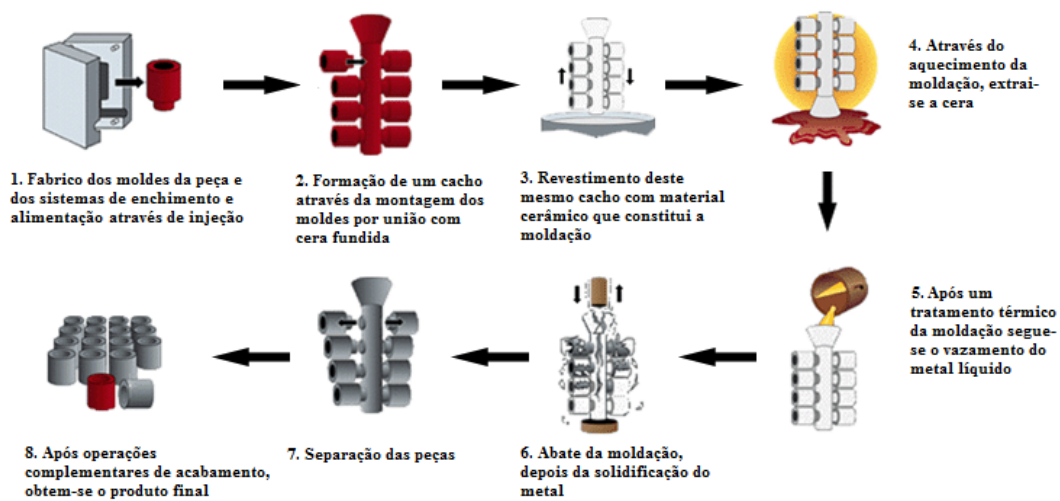 1. Fabrico dos moldes da peça e
dos sistemas de enchimento e
alimentação através de injeção
2. Formação de um cacho
através da montagem dos
moldes por união com
cera fundida
3. Revestimento deste
mesmo cacho com material
cerâmico que constitui a
moldação
4. Através do
aquecimento da
moldação, extrai-
se a cera
5. Após um
tratamento térmico
da moldação segue-
se o vazamento do
metal líquido
6. Abate da moldação,
depois da solidificação do
metal
7. Separação das peças
8. Após operações
complementares de acabamento,
obtem-se o produto final